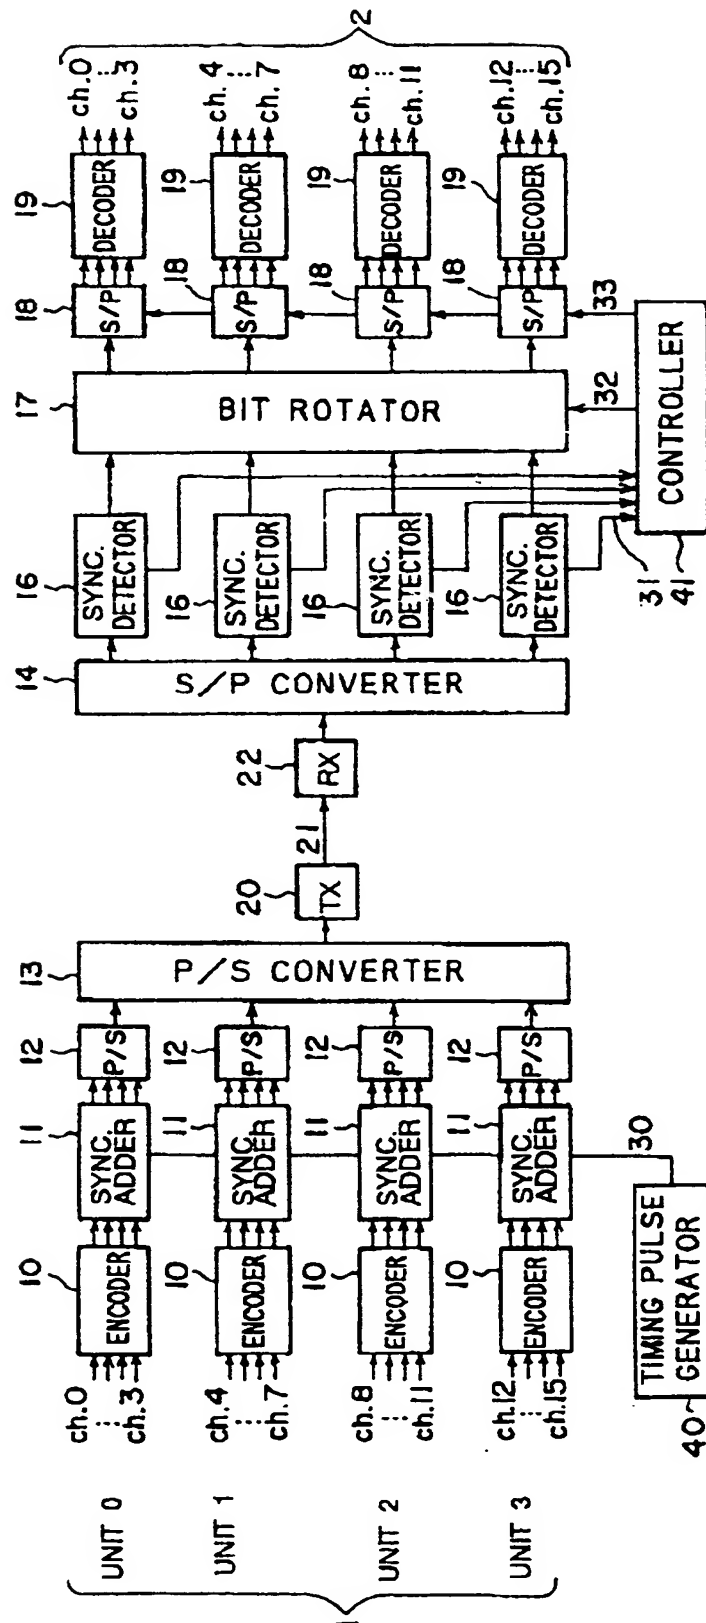 UNIT 0
ch.0
ch.3
10
ENCODER
11
SYNC.
ADDER
12
P/S
UNIT 1
ch.4
ch.7
10
ENCODER
11
SYNC.
ADDER
12
P/S
UNIT 2
ch.8
ch.11
10
ENCODER
11
SYNC.
ADDER
12
P/S
UNIT 3
ch.12
ch.15
10
ENCODER
11
SYNC.
ADDER
12
P/S
30
40
TIMING PULSE
GENERATOR
13
P/S CONVERTER
20
TX
21
22
RX
14
S/P CONVERTER
16
SYNC.
DETECTOR
16
SYNC.
DETECTOR
16
SYNC.
DETECTOR
16
SYNC.
DETECTOR
31
17
BIT ROTATOR
32
41
CONTROLLER
33
18
S/P
19
DECODER
ch.0
ch.3
18
S/P
19
DECODER
ch.4
ch.7
18
S/P
19
DECODER
ch.8
ch.11
18
S/P
19
DECODER
ch.12
ch.15
2